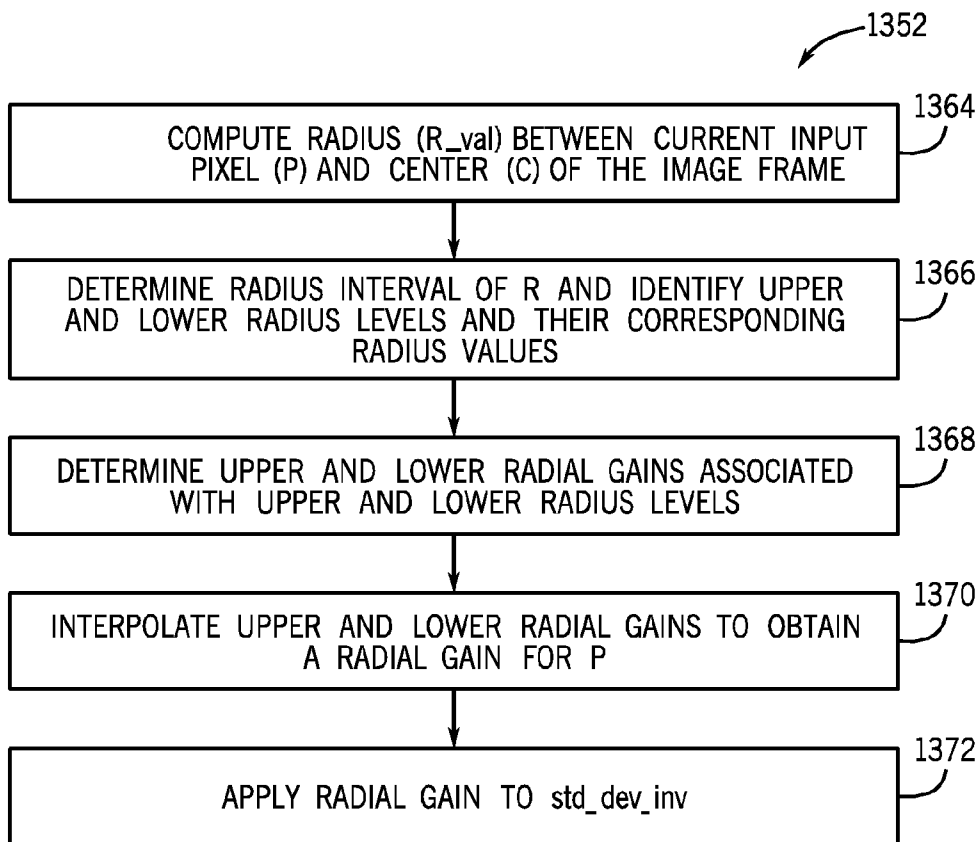 1352
1364
COMPUTE RADIUS (R_val) BETWEEN CURRENT INPUT
PIXEL (P) AND CENTER (C) OF THE IMAGE FRAME
1366
DETERMINE RADIUS INTERVAL OF R AND IDENTIFY UPPER
AND LOWER RADIUS LEVELS AND THEIR CORRESPONDING
RADIUS VALUES
1368
DETERMINE UPPER AND LOWER RADIAL GAINS ASSOCIATED
WITH UPPER AND LOWER RADIUS LEVELS
1370
INTERPOLATE UPPER AND LOWER RADIAL GAINS TO OBTAIN
A RADIAL GAIN FOR P
1372
APPLY RADIAL GAIN TO std_dev_inv